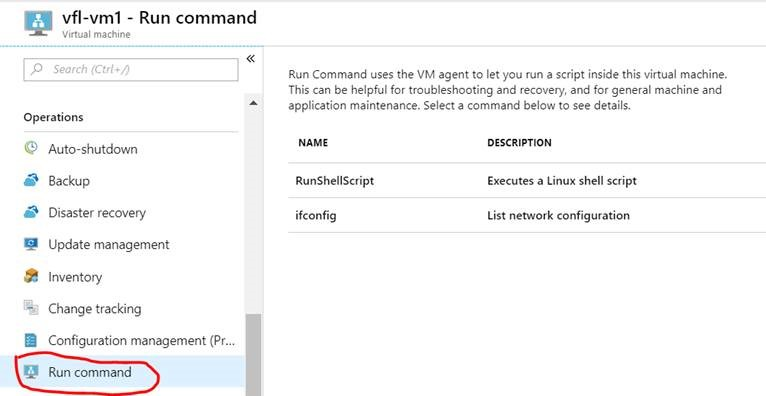 vfl-vm1 - Run command
Virtual machine
Search (Ctrl+/)
«
Operations
Auto-shutdown
Backup
Disaster recovery
Update management
Inventory
Change tracking
Configuration management (Pr...
Run command
Run Command uses the VM agent to let you run a script inside this virtual machine.
This can be helpful for troubleshooting and recovery, and for general machine and
application maintenance. Select a command below to see details.
NAME DESCRIPTION
RunShellScript Executes a Linux shell script
ifconfig List network configuration